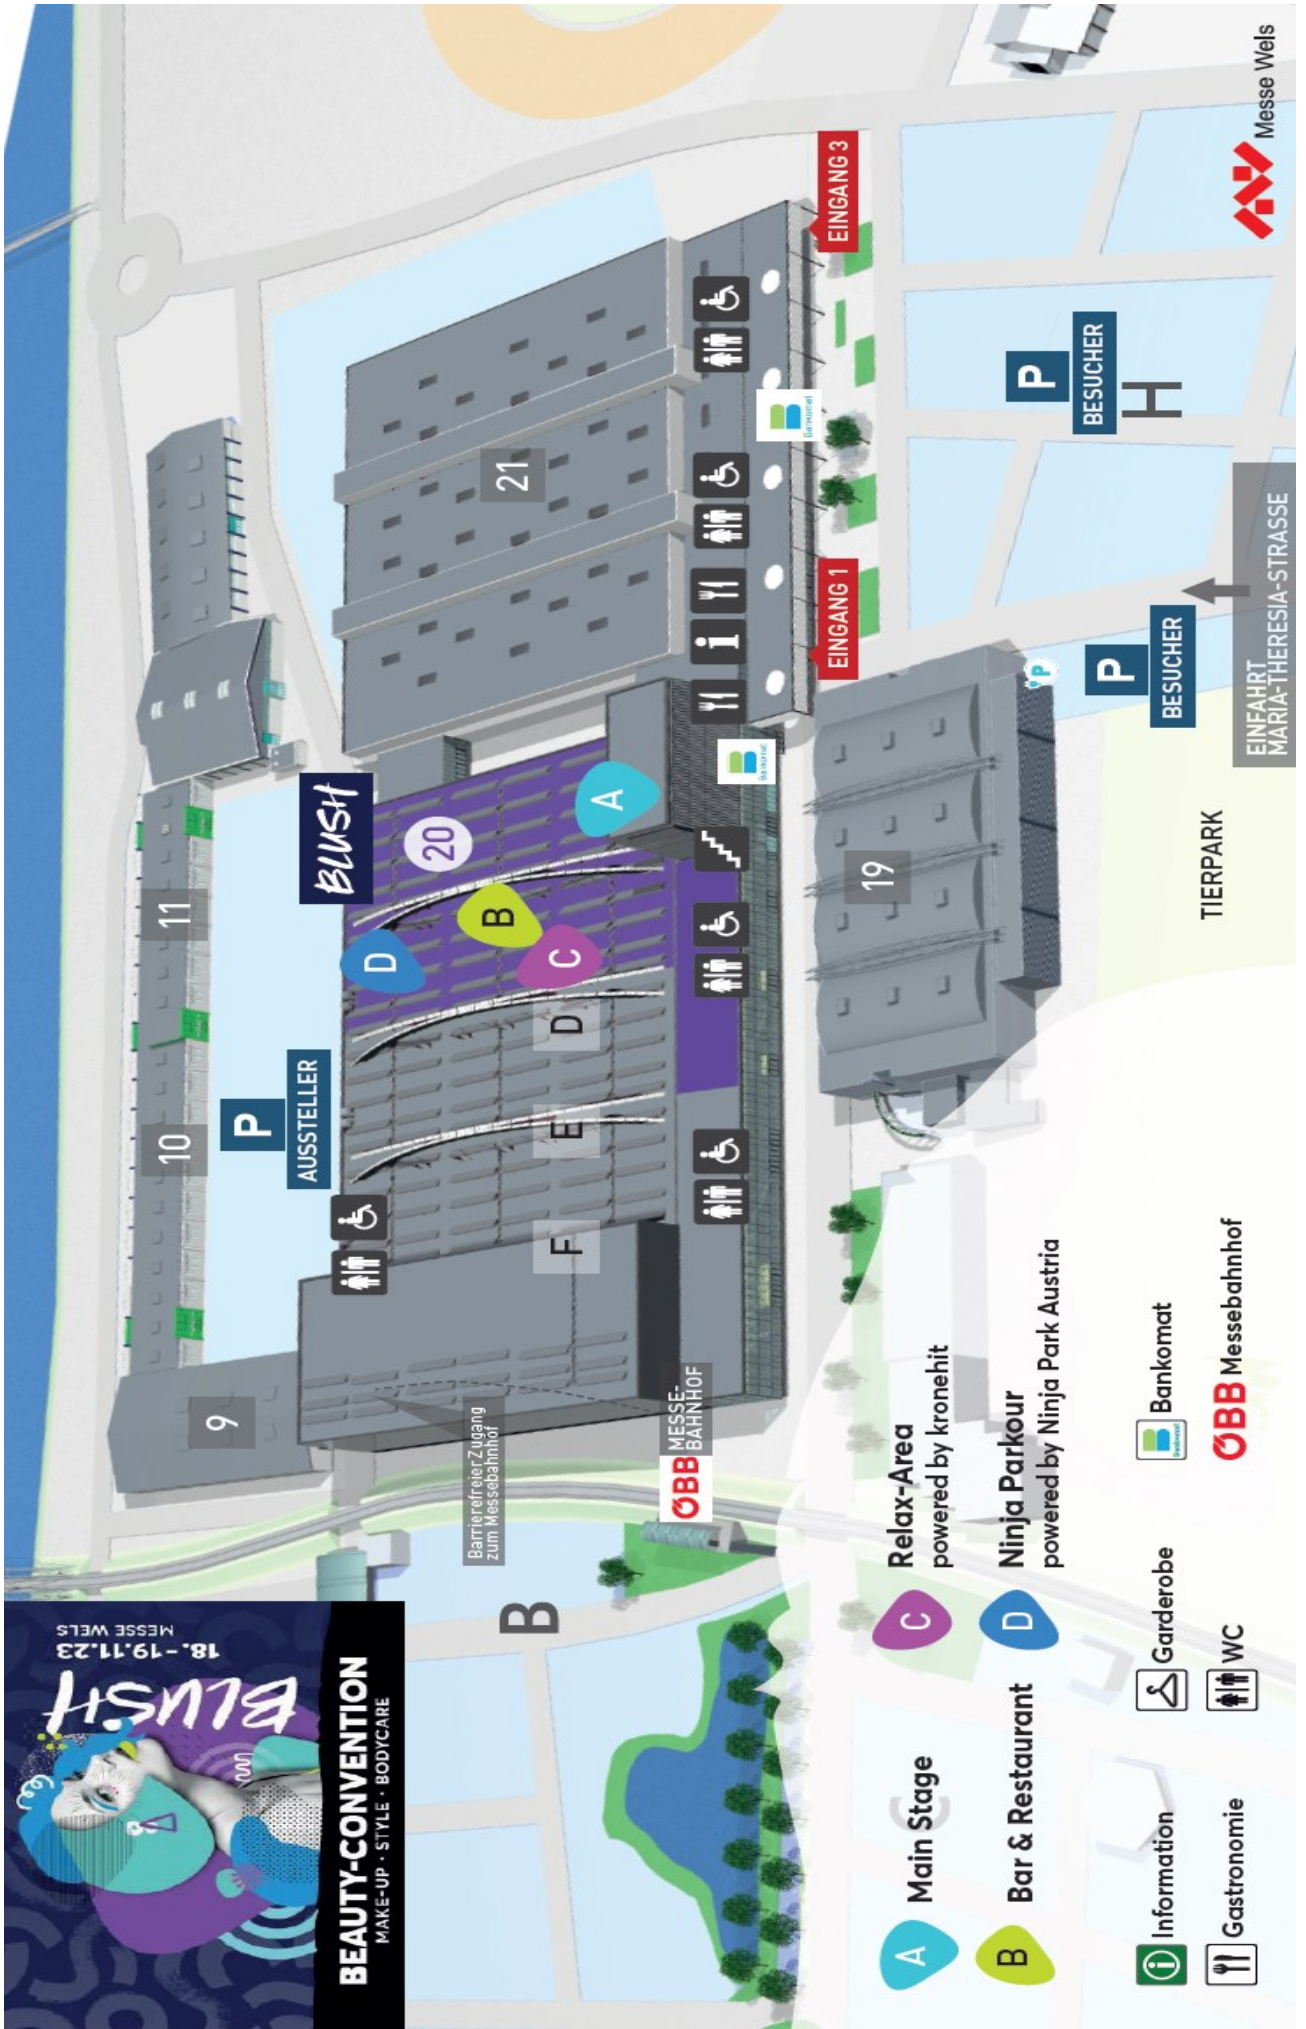 BLUSH
18.-19.11.23
MESSE WELS
BEAUTY-CONVENTION
MAKE-UP · STYLE · BODYCARE
9
10
11
P
AUSSTELLER
BLUSH
20
21
D
B
C
A
D
E
F
Barrierefreier Zugang
zum Messebahnhof
B
ÖBB MESSE-
BAHNHOF
i
Bankomat
Bankomat
EINGANG 1
EINGANG 3
19
P
TIERPARK
P
BESUCHER
P
BESUCHER
H
EINFAHRT
MARIA-THERESIA-STRASSE
A Main Stage
B Bar & Restaurant
C
C Relax-Area
powered by kronehit
D Ninja Parkour
powered by Ninja Park Austria
i Information
Gastronomie
Garderobe
WC
Bankomat
Bankomat
ÖBB Messebahnhof
Messe Wels